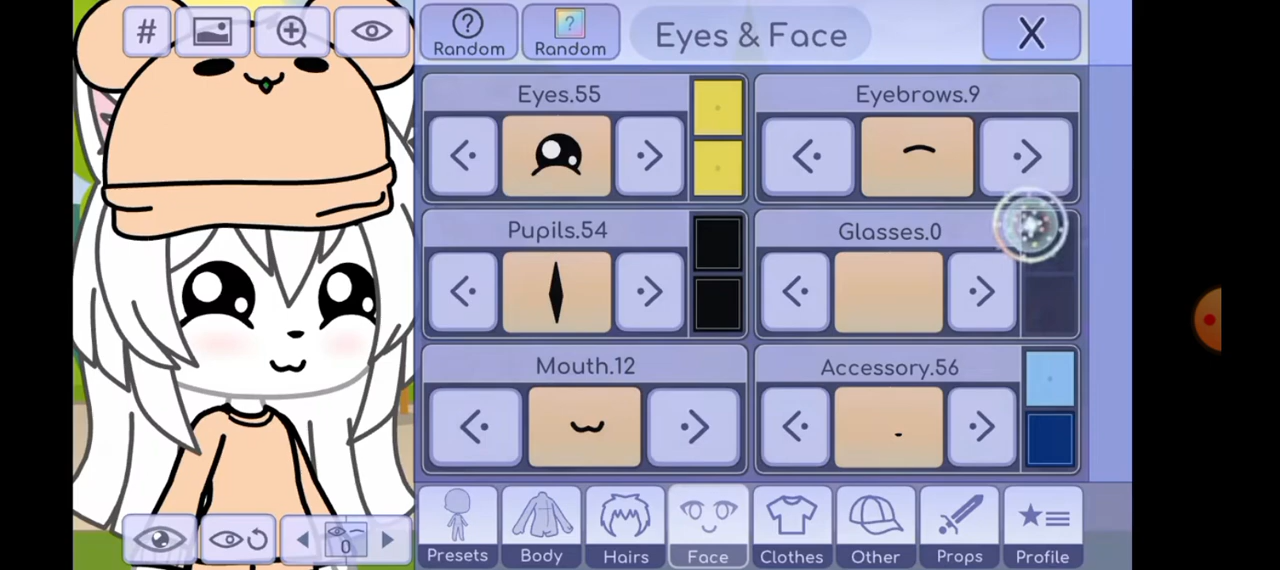 #
Random
Random
Eyes & Face
X
Eyes.55
Eyebrows.9
Pupils.54
Glasses.0
Mouth.12
Accessory.56
0
Presets
Body
Hairs
Face
Clothes
Other
Props
Profile